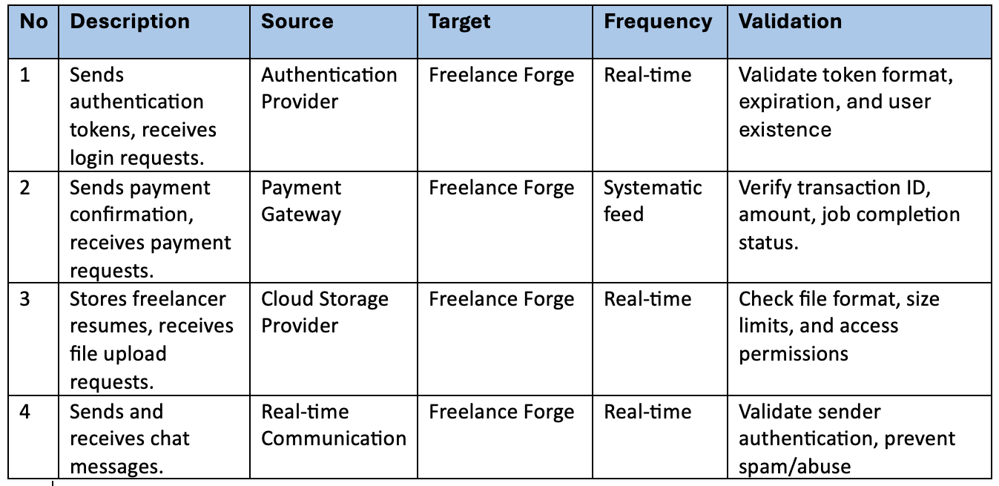 No Description Source Target Frequency Validation
1 Sends Authentication Freelance Forge Real-time Validate token format,
authentication Provider expiration, and user
tokens, receives existence
login requests.
2 Sends payment Payment Freelance Forge Systematic Verify transaction ID,
confirmation, Gateway feed amount, job completion
receives payment status.
requests.
3 Stores freelancer Cloud Storage Freelance Forge Real-time Check file format, size
resumes, receives Provider limits, and access
file upload permissions
requests.
4 Sends and Real-time Freelance Forge Real-time Validate sender
receives chat Communication authentication, prevent
messages. spam/abuse